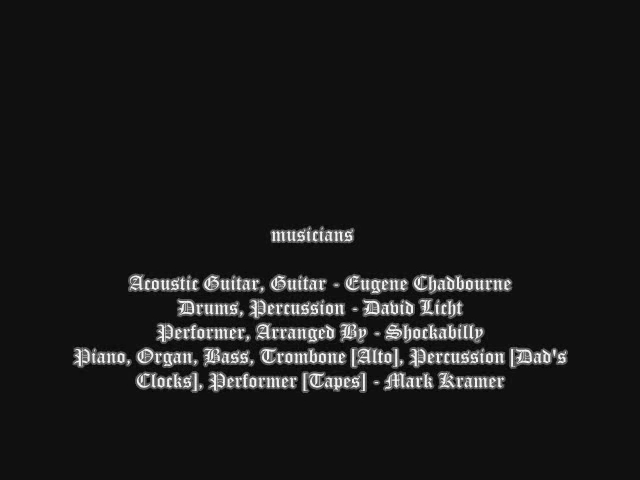 musicians
Acoustic Guitar, Guitar - Eugene Chadbourne
Drums, Percussion - David Licht
Performer, Arranged By - Shockabilly
Piano, Organ, Bass, Trombone [Alto], Percussion [Dad's
Clocks], Performer [Tapes] - Mark Kramer